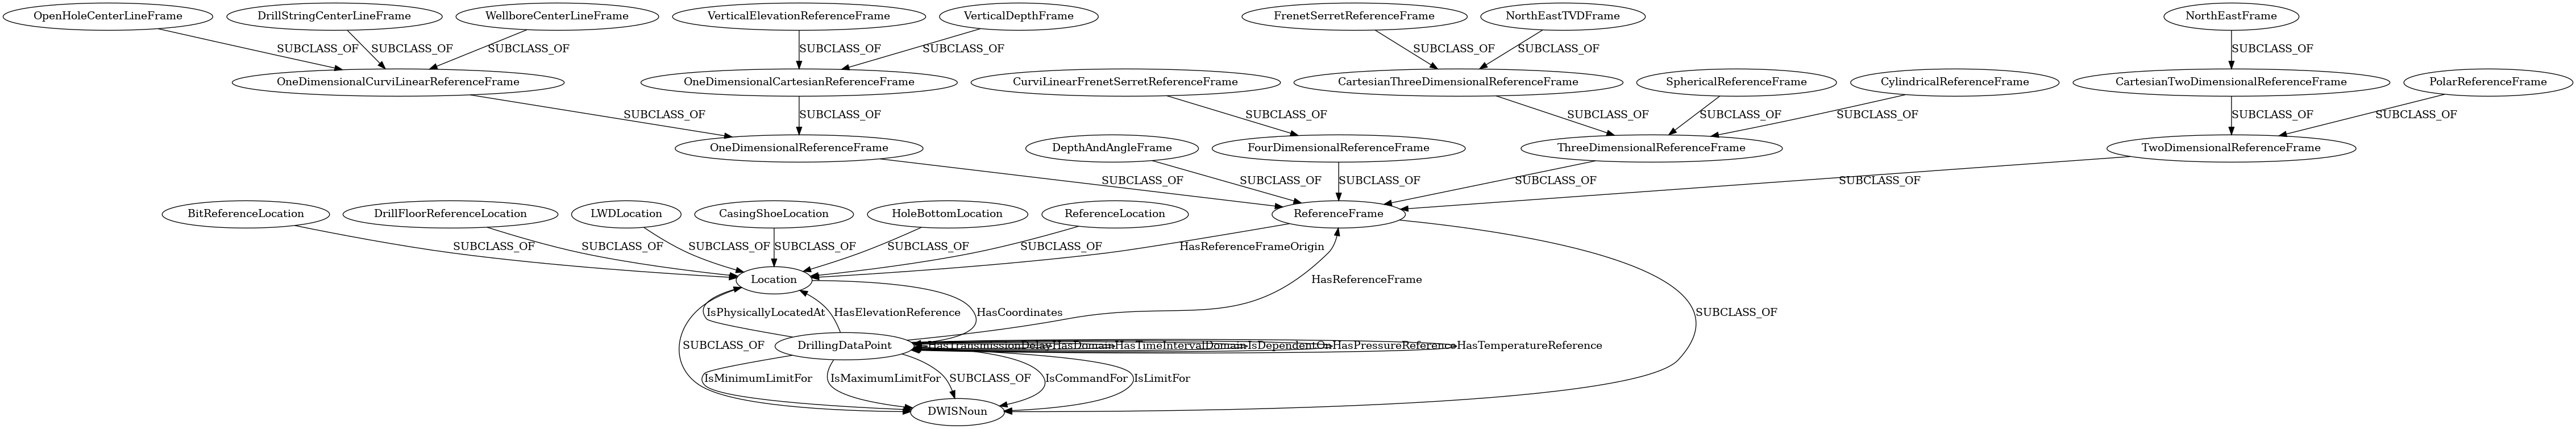 OpenHoleCenterLineFrame
DrillStringCenterLineFrame
WellboreCenterLineFrame
VerticalElevationReferenceFrame
VerticalDepthFrame
FrenetSerretReferenceFrame
NorthEastTVDFrame
NorthEastFrame
SUBCLASS_OF
SUBCLASS_OF
SUBCLASS_OF
SUBCLASS_OF
SUBCLASS_OF
SUBCLASS_OF
SUBCLASS_OF
SUBCLASS_OF
OneDimensionalCurviLinearReferenceFrame
OneDimensionalCartesianReferenceFrame
CurviLinearFrenetSerretReferenceFrame
CartesianThreeDimensionalReferenceFrame
SphericalReferenceFrame
CylindricalReferenceFrame
CartesianTwoDimensionalReferenceFrame
PolarReferenceFrame
SUBCLASS_OF
SUBCLASS_OF
SUBCLASS_OF
SUBCLASS_OF
SUBCLASS_OF
SUBCLASS_OF
SUBCLASS_OF
SUBCLASS_OF
OneDimensionalReferenceFrame
DepthAndAngleFrame
FourDimensionalReferenceFrame
ThreeDimensionalReferenceFrame
TwoDimensionalReferenceFrame
SUBCLASS_OF
SUBCLASS_OF
SUBCLASS_OF
SUBCLASS_OF
SUBCLASS_OF
BitReferenceLocation
DrillFloorReferenceLocation
LWDLocation
CasingShoeLocation
HoleBottomLocation
ReferenceLocation
ReferenceFrame
SUBCLASS_OF
SUBCLASS_OF
SUBCLASS_OF
SUBCLASS_OF
SUBCLASS_OF
SUBCLASS_OF
HasReferenceFrameOrigin
Location
HasReferenceFrame
IsPhysicallyLocatedAt
HasElevationReference
HasCoordinates
SUBCLASS_OF
SUBCLASS_OF
DrillingDataPoint
HasTransmissionDelay
HasDomain
HasTimeIntervalDomain
IsDependentOn
HasPressureReference
HasTemperatureReference
IsMinimumLimitFor
IsMaximumLimitFor
SUBCLASS_OF
IsCommandFor
IsLimitFor
DWISNoun